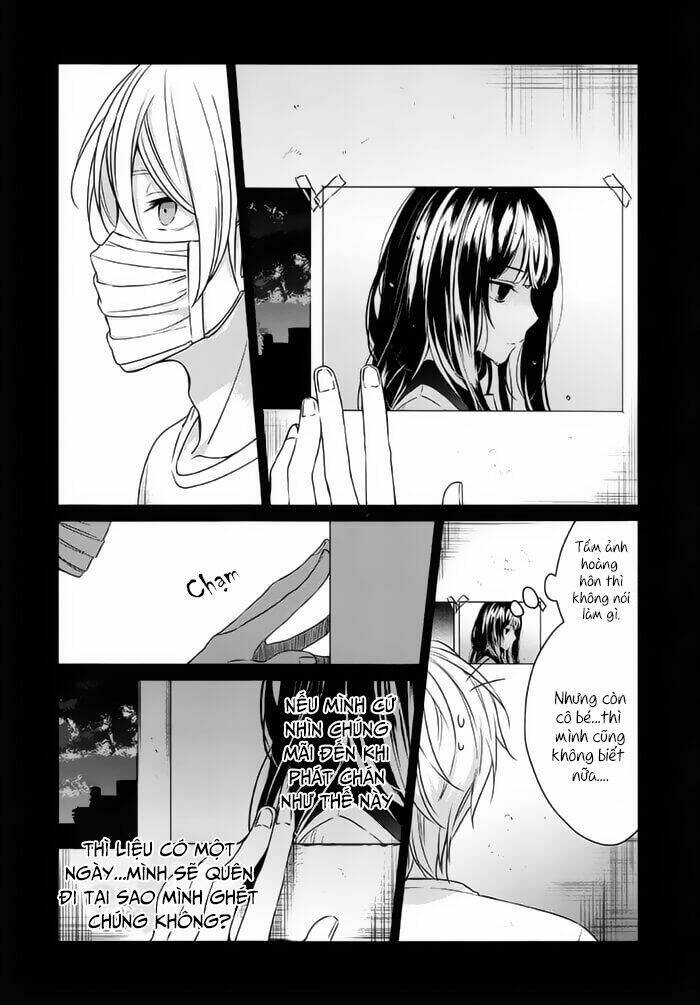 Tấm ảnh
hoàng
hôn thì
không nói
làm gì.
Nhưng còn
cô bé...thì
mình cũng
không biết
nữa....
Chạm
NẾU MÌNH CỨ
NHÌN CHÚNG
MÃI ĐẾN KHI
PHÁT CHÁN
NHƯ THẾ NÀY
THÌ LIỆU CÓ MỘT
NGÀY...MÌNH SẼ QUÊN
ĐI TẠI SAO MÌNH GHÉT
CHÚNG KHÔNG?